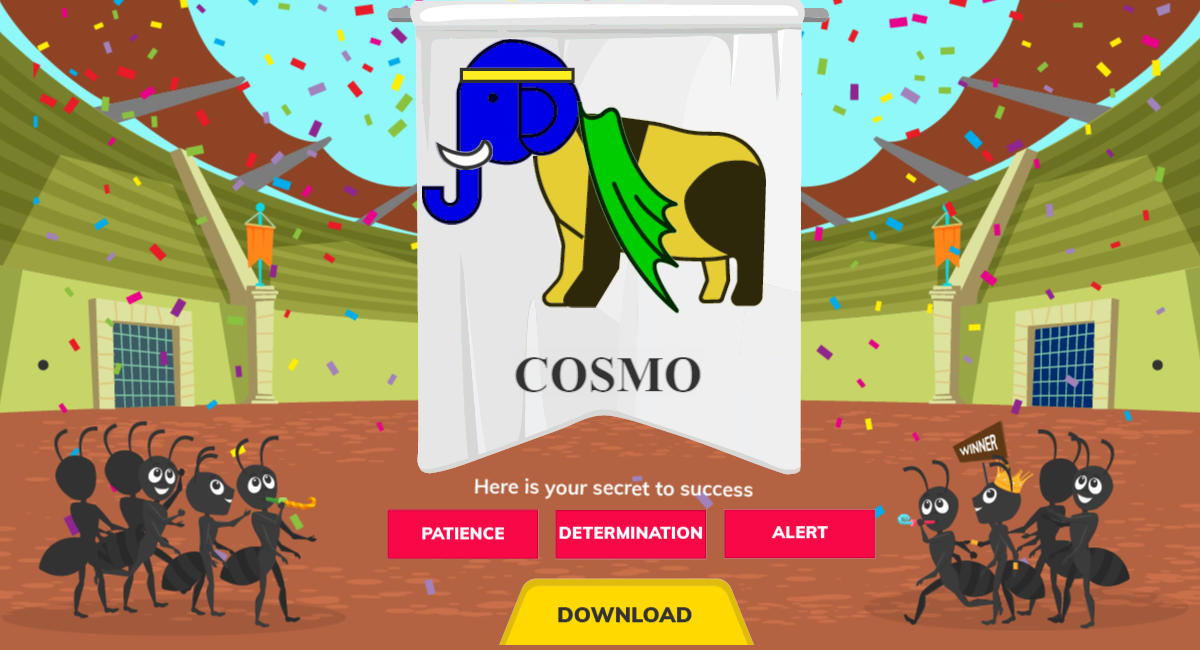 COSMO
WINNER
Here is your secret to success
PATIENCE
DETERMINATION
ALERT
DOWNLOAD